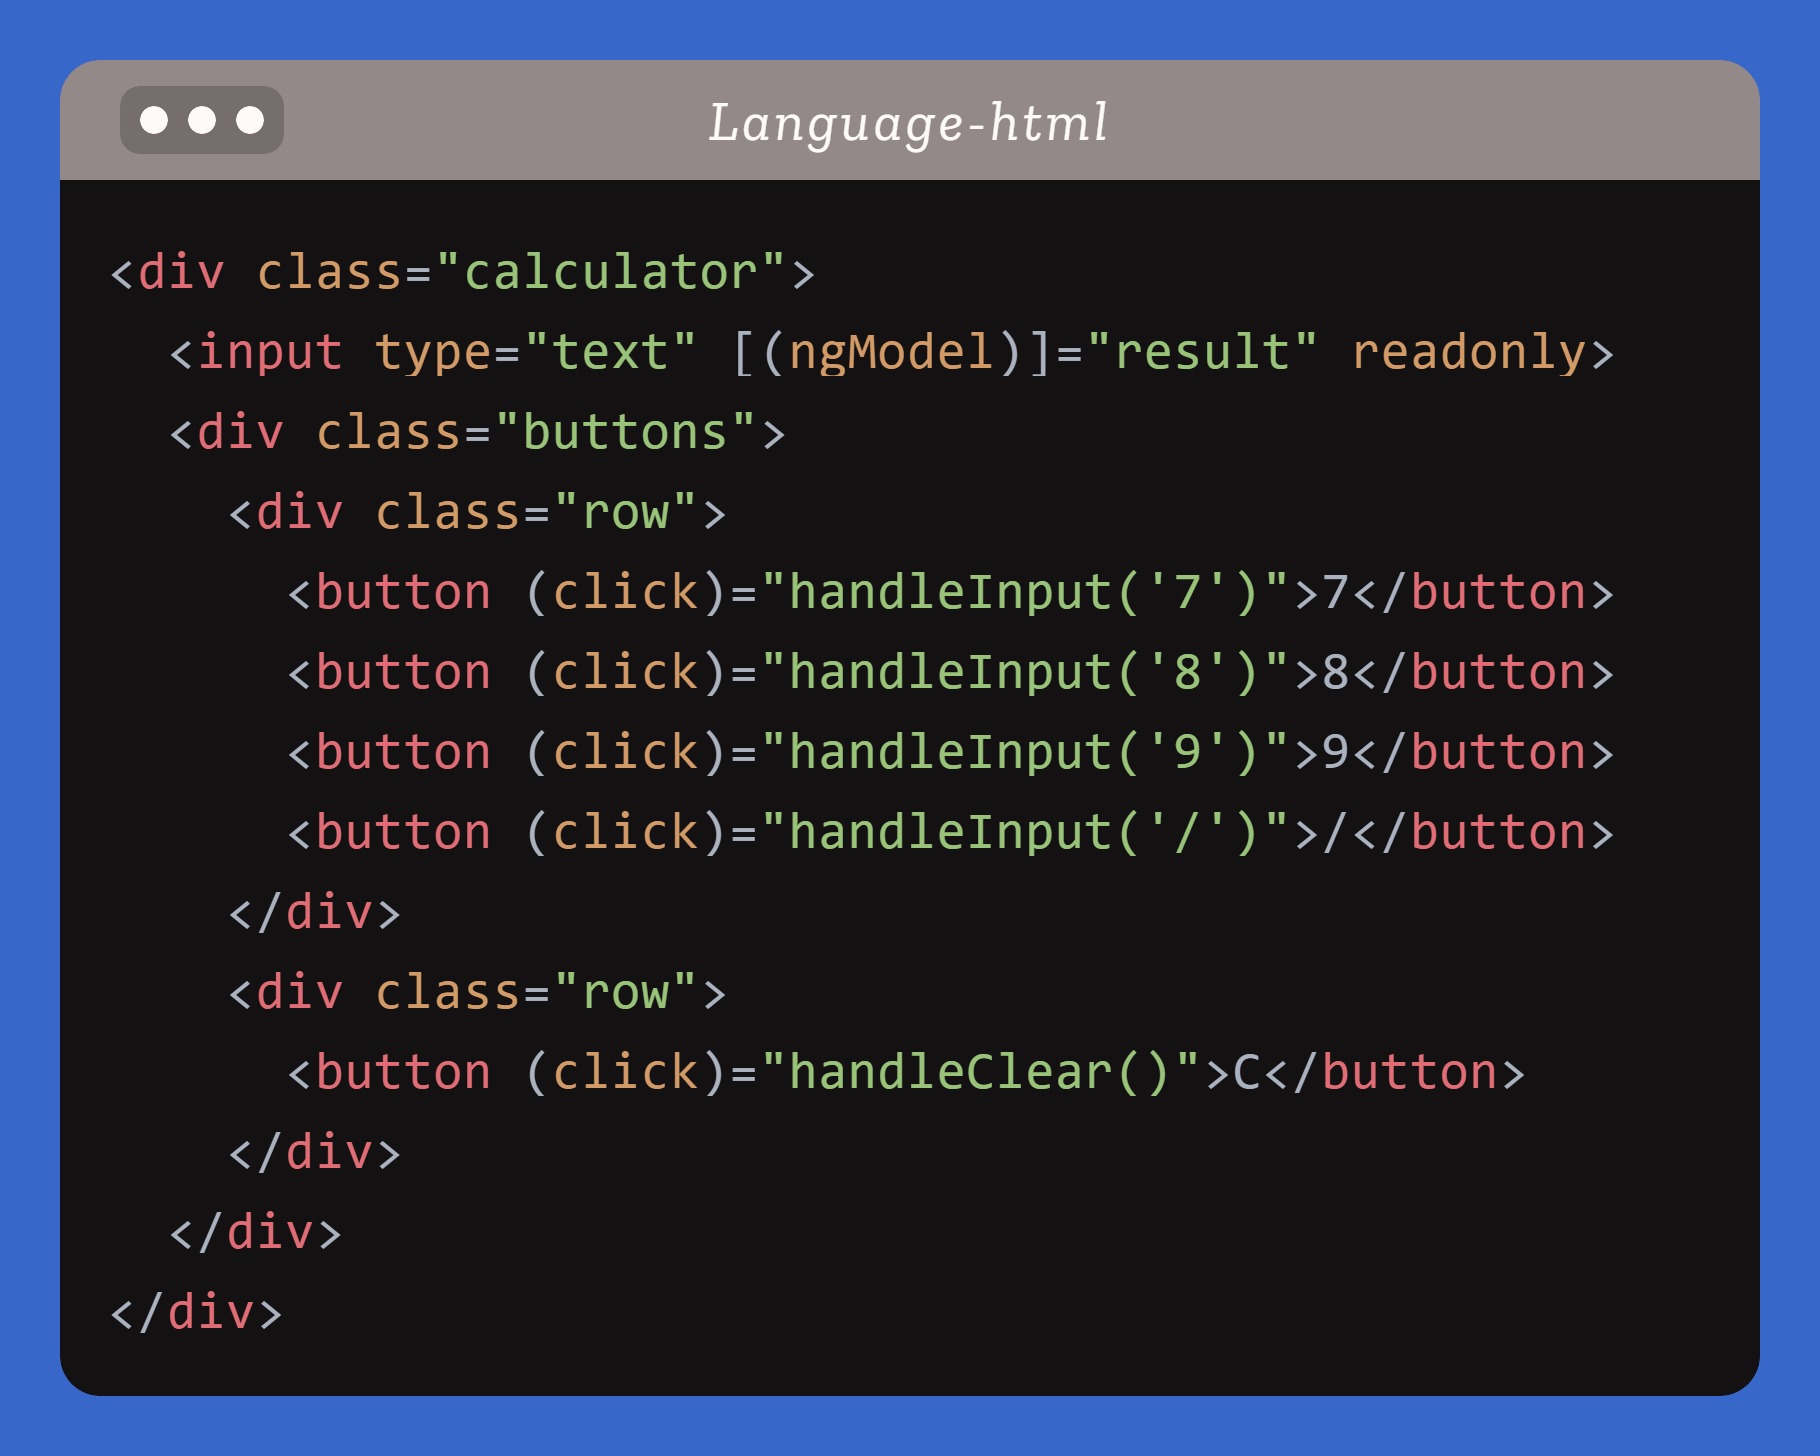 Language-html
<div class="calculator">
  <input type="text" [(ngModel)]="result" readonly>
  <div class="buttons">
    <div class="row">
      <button (click)="handleInput('7')">7</button>
      <button (click)="handleInput('8')">8</button>
      <button (click)="handleInput('9')">9</button>
      <button (click)="handleInput('/')">/</button>
    </div>
    <div class="row">
      <button (click)="handleClear()">C</button>
    </div>
  </div>
</div>